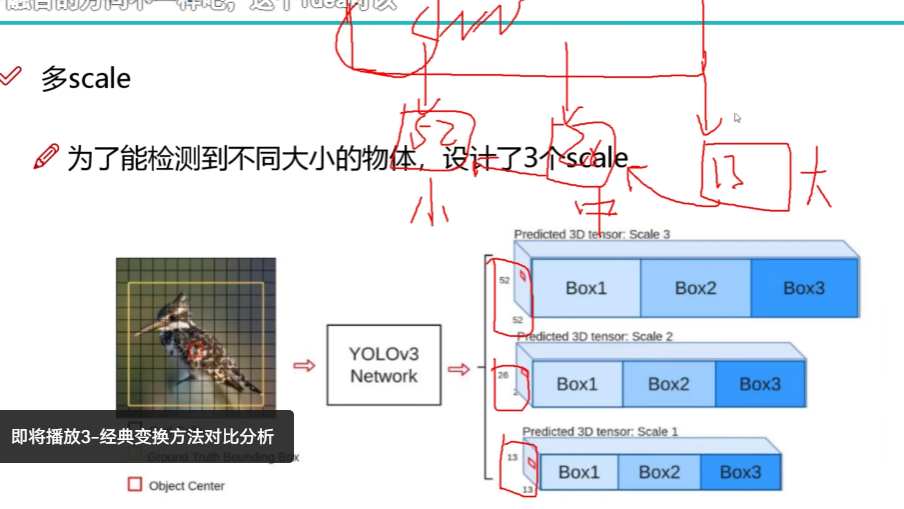 多scale
为了能检测到不同大小的物体，设计了3个scale
52
26
13
大
小
中
Predicted 3D tensor: Scale 3
52
52
Box1
Box2
Box3
YOLOv3
Network
Predicted 3D tensor: Scale 2
26
Box1
Box2
Box3
即将播放3-经典变换方法对比分析
Predicted 3D tensor: Scale 1
Ground Truth Bounding Box
13
13
Box1
Box2
Box3
Object Center